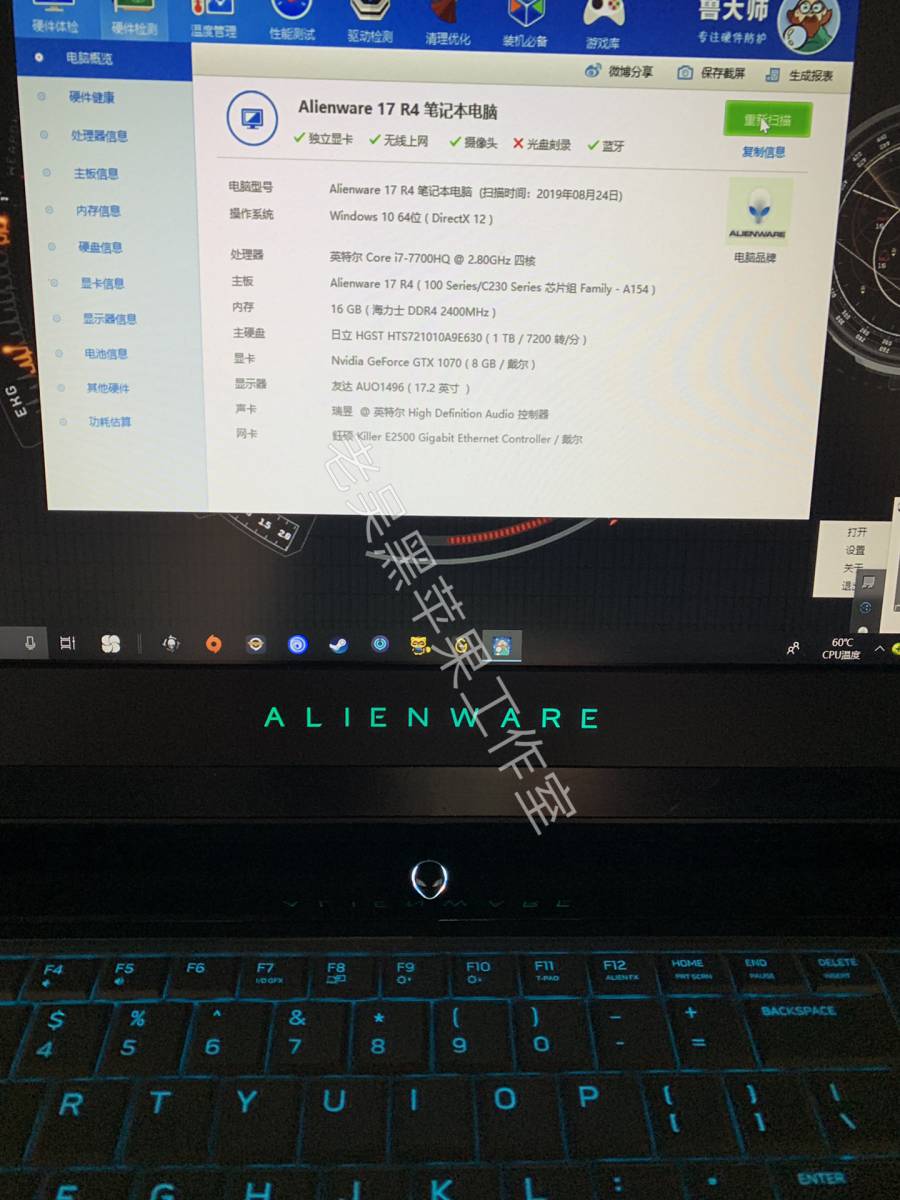 硬件体检 硬件检测 温度管理 性能测试 驱动检测 清理优化 装机必备 游戏库
鲁大师
专注硬件防护
电脑概览
硬件健康
处理器信息
主板信息
内存信息
硬盘信息
显卡信息
显示器信息
电池信息
其他硬件
功耗估算
微博分享 保存截屏 生成报表
Alienware 17 R4 笔记本电脑
独立显卡 无线上网 摄像头 光盘刻录 蓝牙
重新扫描
复制信息
电脑型号 Alienware 17 R4 笔记本电脑 (扫描时间:2019年08月24日)
操作系统 Windows 10 64位 ( DirectX 12 )
ALIENWARE
电脑品牌
处理器 英特尔 Core i7-7700HQ @ 2.80GHz 四核
主板 Alienware 17 R4 ( 100 Series/C230 Series 芯片组 Family - A154 )
内存 16 GB ( 海力士 DDR4 2400MHz )
主硬盘 日立 HGST HTS721010A9E630 ( 1 TB / 7200 转/分 )
显卡 Nvidia GeForce GTX 1070 ( 8 GB / 戴尔 )
显示器 友达 AUO1496 ( 17.2 英寸 )
声卡 瑞昱 @ 英特尔 High Definition Audio 控制器
网卡 鈺硕 Killer E2500 Gigabit Ethernet Controller / 戴尔
EKG
1.5 2.0
打开
设置
关于
60℃
CPU温度
老吴黑苹果工作室
ALIENWARE
F4 F5 F6 F7 F8 F9 F10 F11 F12 HOME END DELETE
I/D GFX T-PAD ALIEN FX PRT SCRN PAUSE INSERT
$ % ^ & * ( ) – + BACKSPACE
4 5 6 7 8 9 0 - =
R T Y U I O P { } |
[ ] \
F G H J K L : " ENTER